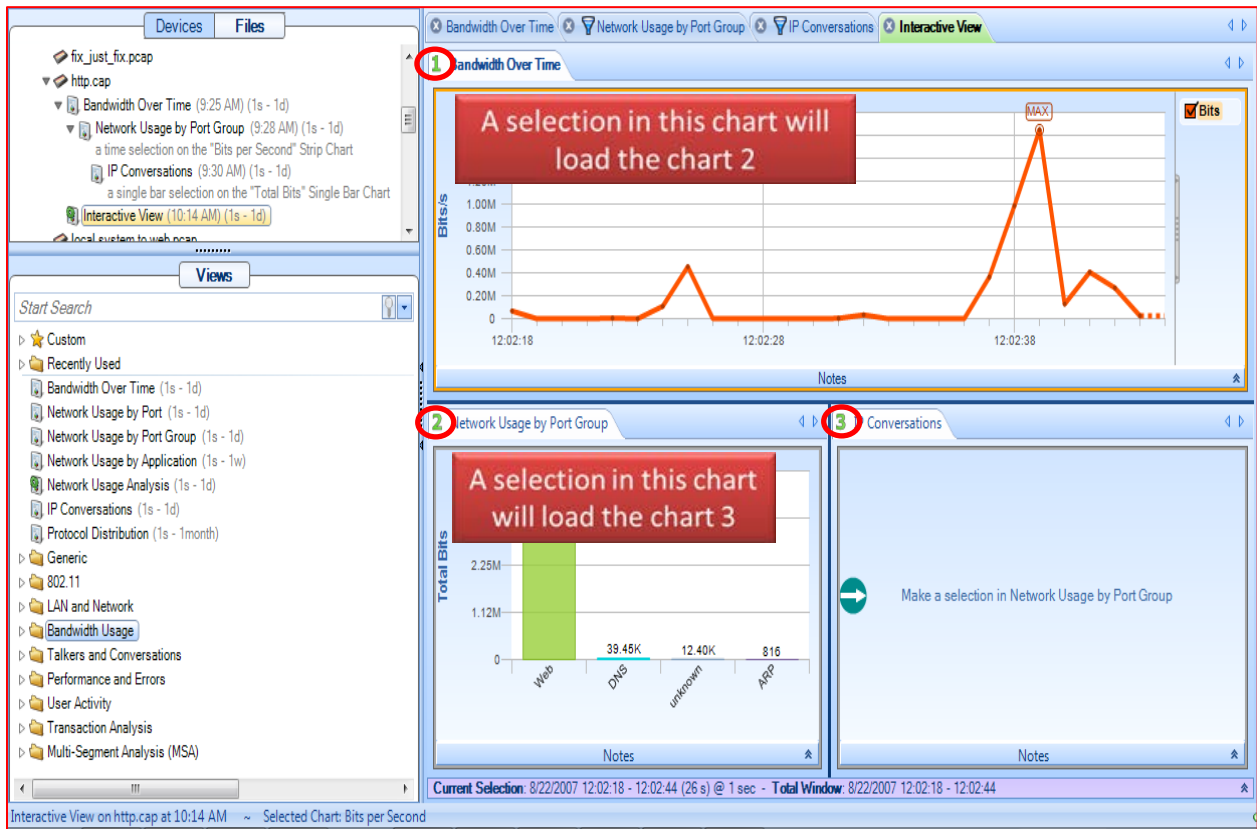 Devices
Files
fix_just_fix.pcap
http.cap
Bandwidth Over Time (9:25 AM) (1s - 1d)
Network Usage by Port Group (9:28 AM) (1s - 1d)
a time selection on the "Bits per Second" Strip Chart
IP Conversations (9:30 AM) (1s - 1d)
a single bar selection on the "Total Bits" Single Bar Chart
Interactive View (10:14 AM) (1s - 1d)
local system to web.pcap
Views
Start Search
Custom
Recently Used
Bandwidth Over Time (1s - 1d)
Network Usage by Port (1s - 1d)
Network Usage by Port Group (1s - 1d)
Network Usage by Application (1s - 1w)
Network Usage Analysis (1s - 1d)
IP Conversations (1s - 1d)
Protocol Distribution (1s - 1month)
Generic
802.11
LAN and Network
Bandwidth Usage
Talkers and Conversations
Performance and Errors
User Activity
Transaction Analysis
Multi-Segment Analysis (MSA)
Bandwidth Over Time
Network Usage by Port Group
IP Conversations
Interactive View
1
Bandwidth Over Time
A selection in this chart will
load the chart 2
MAX
Bits
Bits/s
1.00M
0.80M
0.60M
0.40M
0.20M
0
12:02:18
12:02:28
12:02:38
Notes
2
Network Usage by Port Group
A selection in this chart
will load the chart 3
Total Bits
2.25M
1.12M
0
39.45K
12.40K
816
Web
DNS
unknown
ARP
Notes
3
Conversations
Make a selection in Network Usage by Port Group
Notes
Current Selection: 8/22/2007 12:02:18 - 12:02:44 (26 s) @ 1 sec - Total Window: 8/22/2007 12:02:18 - 12:02:44
Interactive View on http.cap at 10:14 AM ~ Selected Chart: Bits per Second